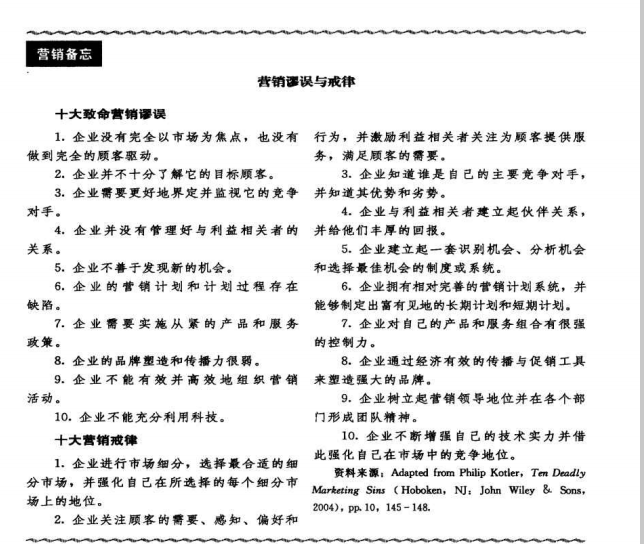 营销备忘
营销谬误与戒律
十大致命营销谬误
1. 企业没有完全以市场为焦点，也没有
做到完全的顾客驱动。
2. 企业并不十分了解它的目标顾客。
3. 企业需要更好地界定并监视它的竞争
对手。
4. 企业并没有管理好与利益相关者的
关系。
5. 企业不善于发现新的机会。
6. 企业的营销计划和计划过程存在
缺陷。
7. 企业需要实施从紧的产品和服务
政策。
8. 企业的品牌塑造和传播力很弱。
9. 企业不能有效并高效地组织营销
活动。
10. 企业不能充分利用科技。
十大营销戒律
1. 企业进行市场细分，选择最合适的细
分市场，并强化自己在所选择的每个细分市
场上的地位。
2. 企业关注顾客的需要、感知、偏好和
行为，并激励利益相关者关注为顾客提供服
务，满足顾客的需要。
3. 企业知道谁是自己的主要竞争对手，
并知道其优势和劣势。
4. 企业与利益相关者建立起伙伴关系，
并给他们丰厚的回报。
5. 企业建立起一套识别机会、分析机会
和选择最佳机会的制度或系统。
6. 企业拥有相对完善的营销计划系统，并
能够制定出富有见地的长期计划和短期计划。
7. 企业对自己的产品和服务组合有很强
的控制力。
8. 企业通过经济有效的传播与促销工具
来塑造强大的品牌。
9. 企业树立起营销领导地位并在各个部
门形成团队精神。
10. 企业不断增强自己的技术实力并借
此强化自己在市场中的竞争地位。
资料来源：Adapted from Philip Kotler, Ten Deadly
Marketing Sins (Hoboken, NJ: John Wiley & Sons,
2004), pp. 10, 145-148.